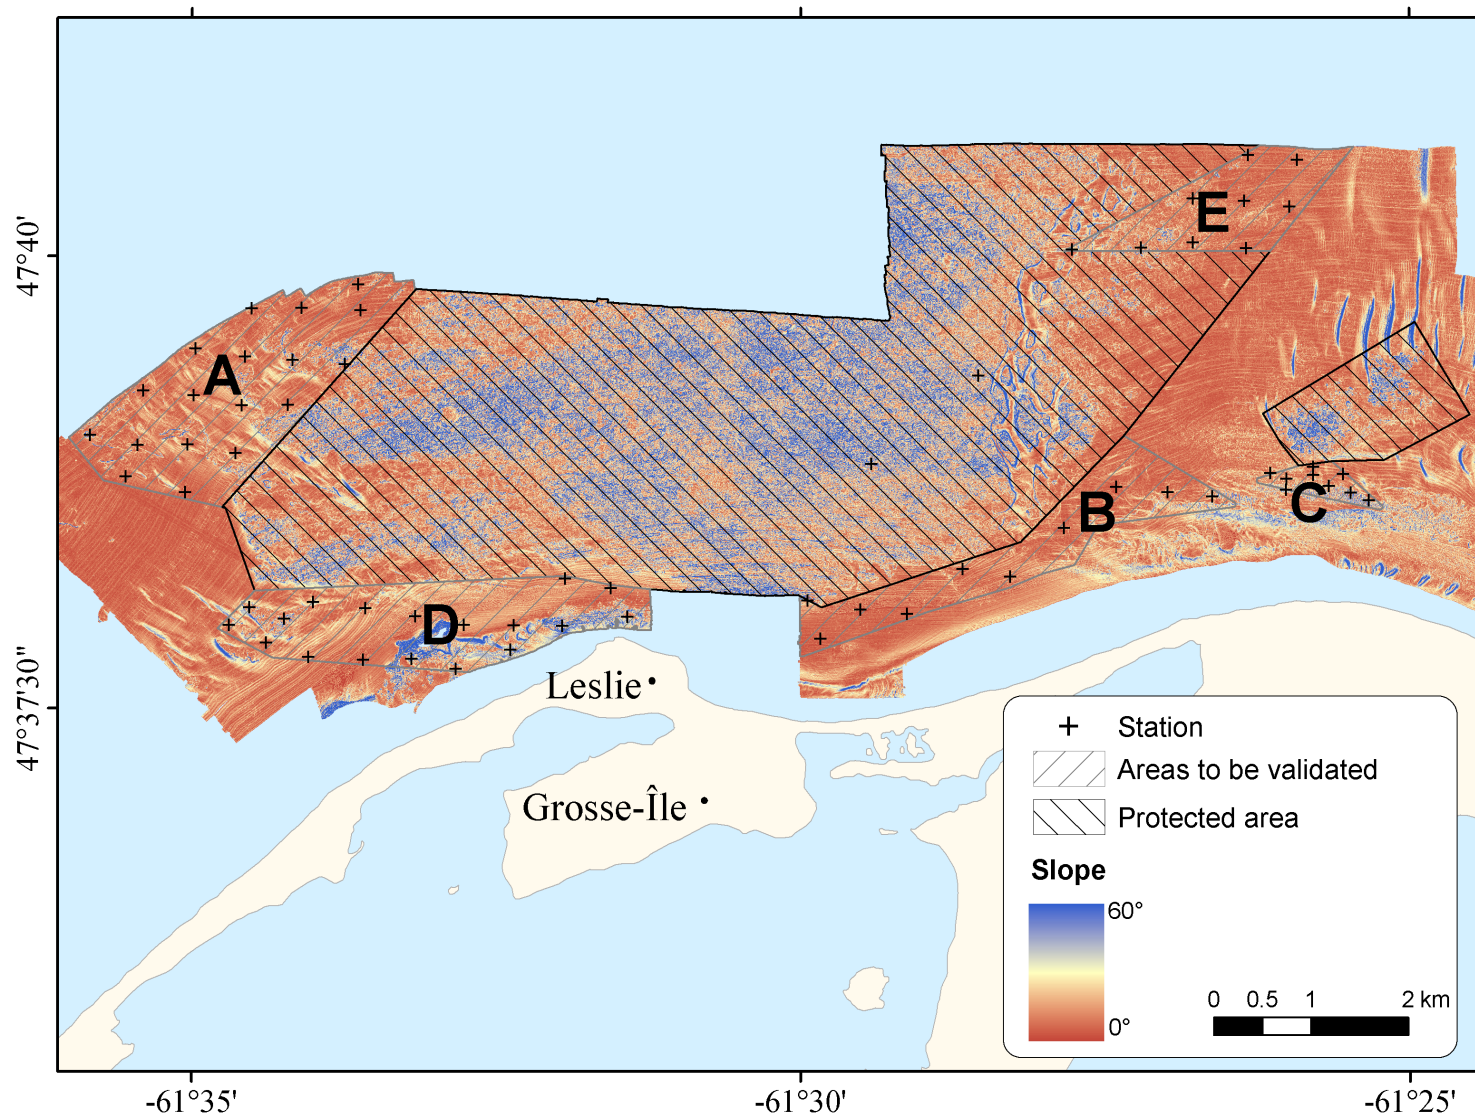 47°40'
47°37'30"
A
E
B
C
D
Leslie
Grosse-Île
Station
Areas to be validated
Protected area
Slope
60°
0°
0 0.5 1 2 km
-61°35' -61°30' -61°25'